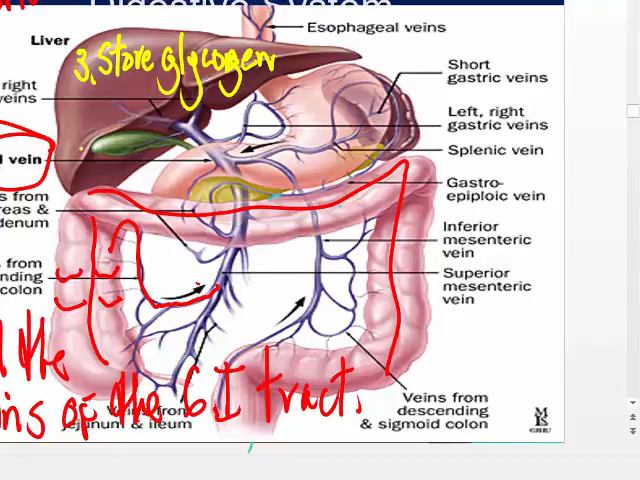 Digestive System
Esophageal veins
Liver
3. Store glycogen
Short
gastric veins
right
veins
Left, right
gastric veins
l vein
Splenic vein
Gastro-
epiploic vein
s from
reas &
denum
Inferior
mesenteric
vein
s from
nding
colon
Superior
mesenteric
vein
the
ins of the G.I tract.
Veins from
jejunum & ileum
Veins from
descending
& sigmoid colon